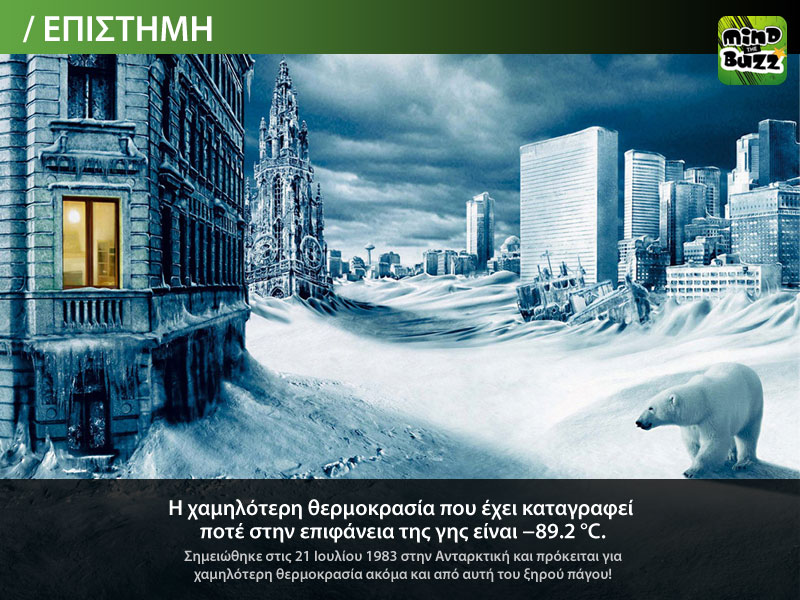 / ΕΠΙΣΤΗΜΗ
minD
THE
Buzz
Η χαμηλότερη θερμοκρασία που έχει καταγραφεί
ποτέ στην επιφάνεια της γης είναι –89.2 °C.
Σημειώθηκε στις 21 Ιουλίου 1983 στην Ανταρκτική και πρόκειται για
χαμηλότερη θερμοκρασία ακόμα και από αυτή του ξηρού πάγου!